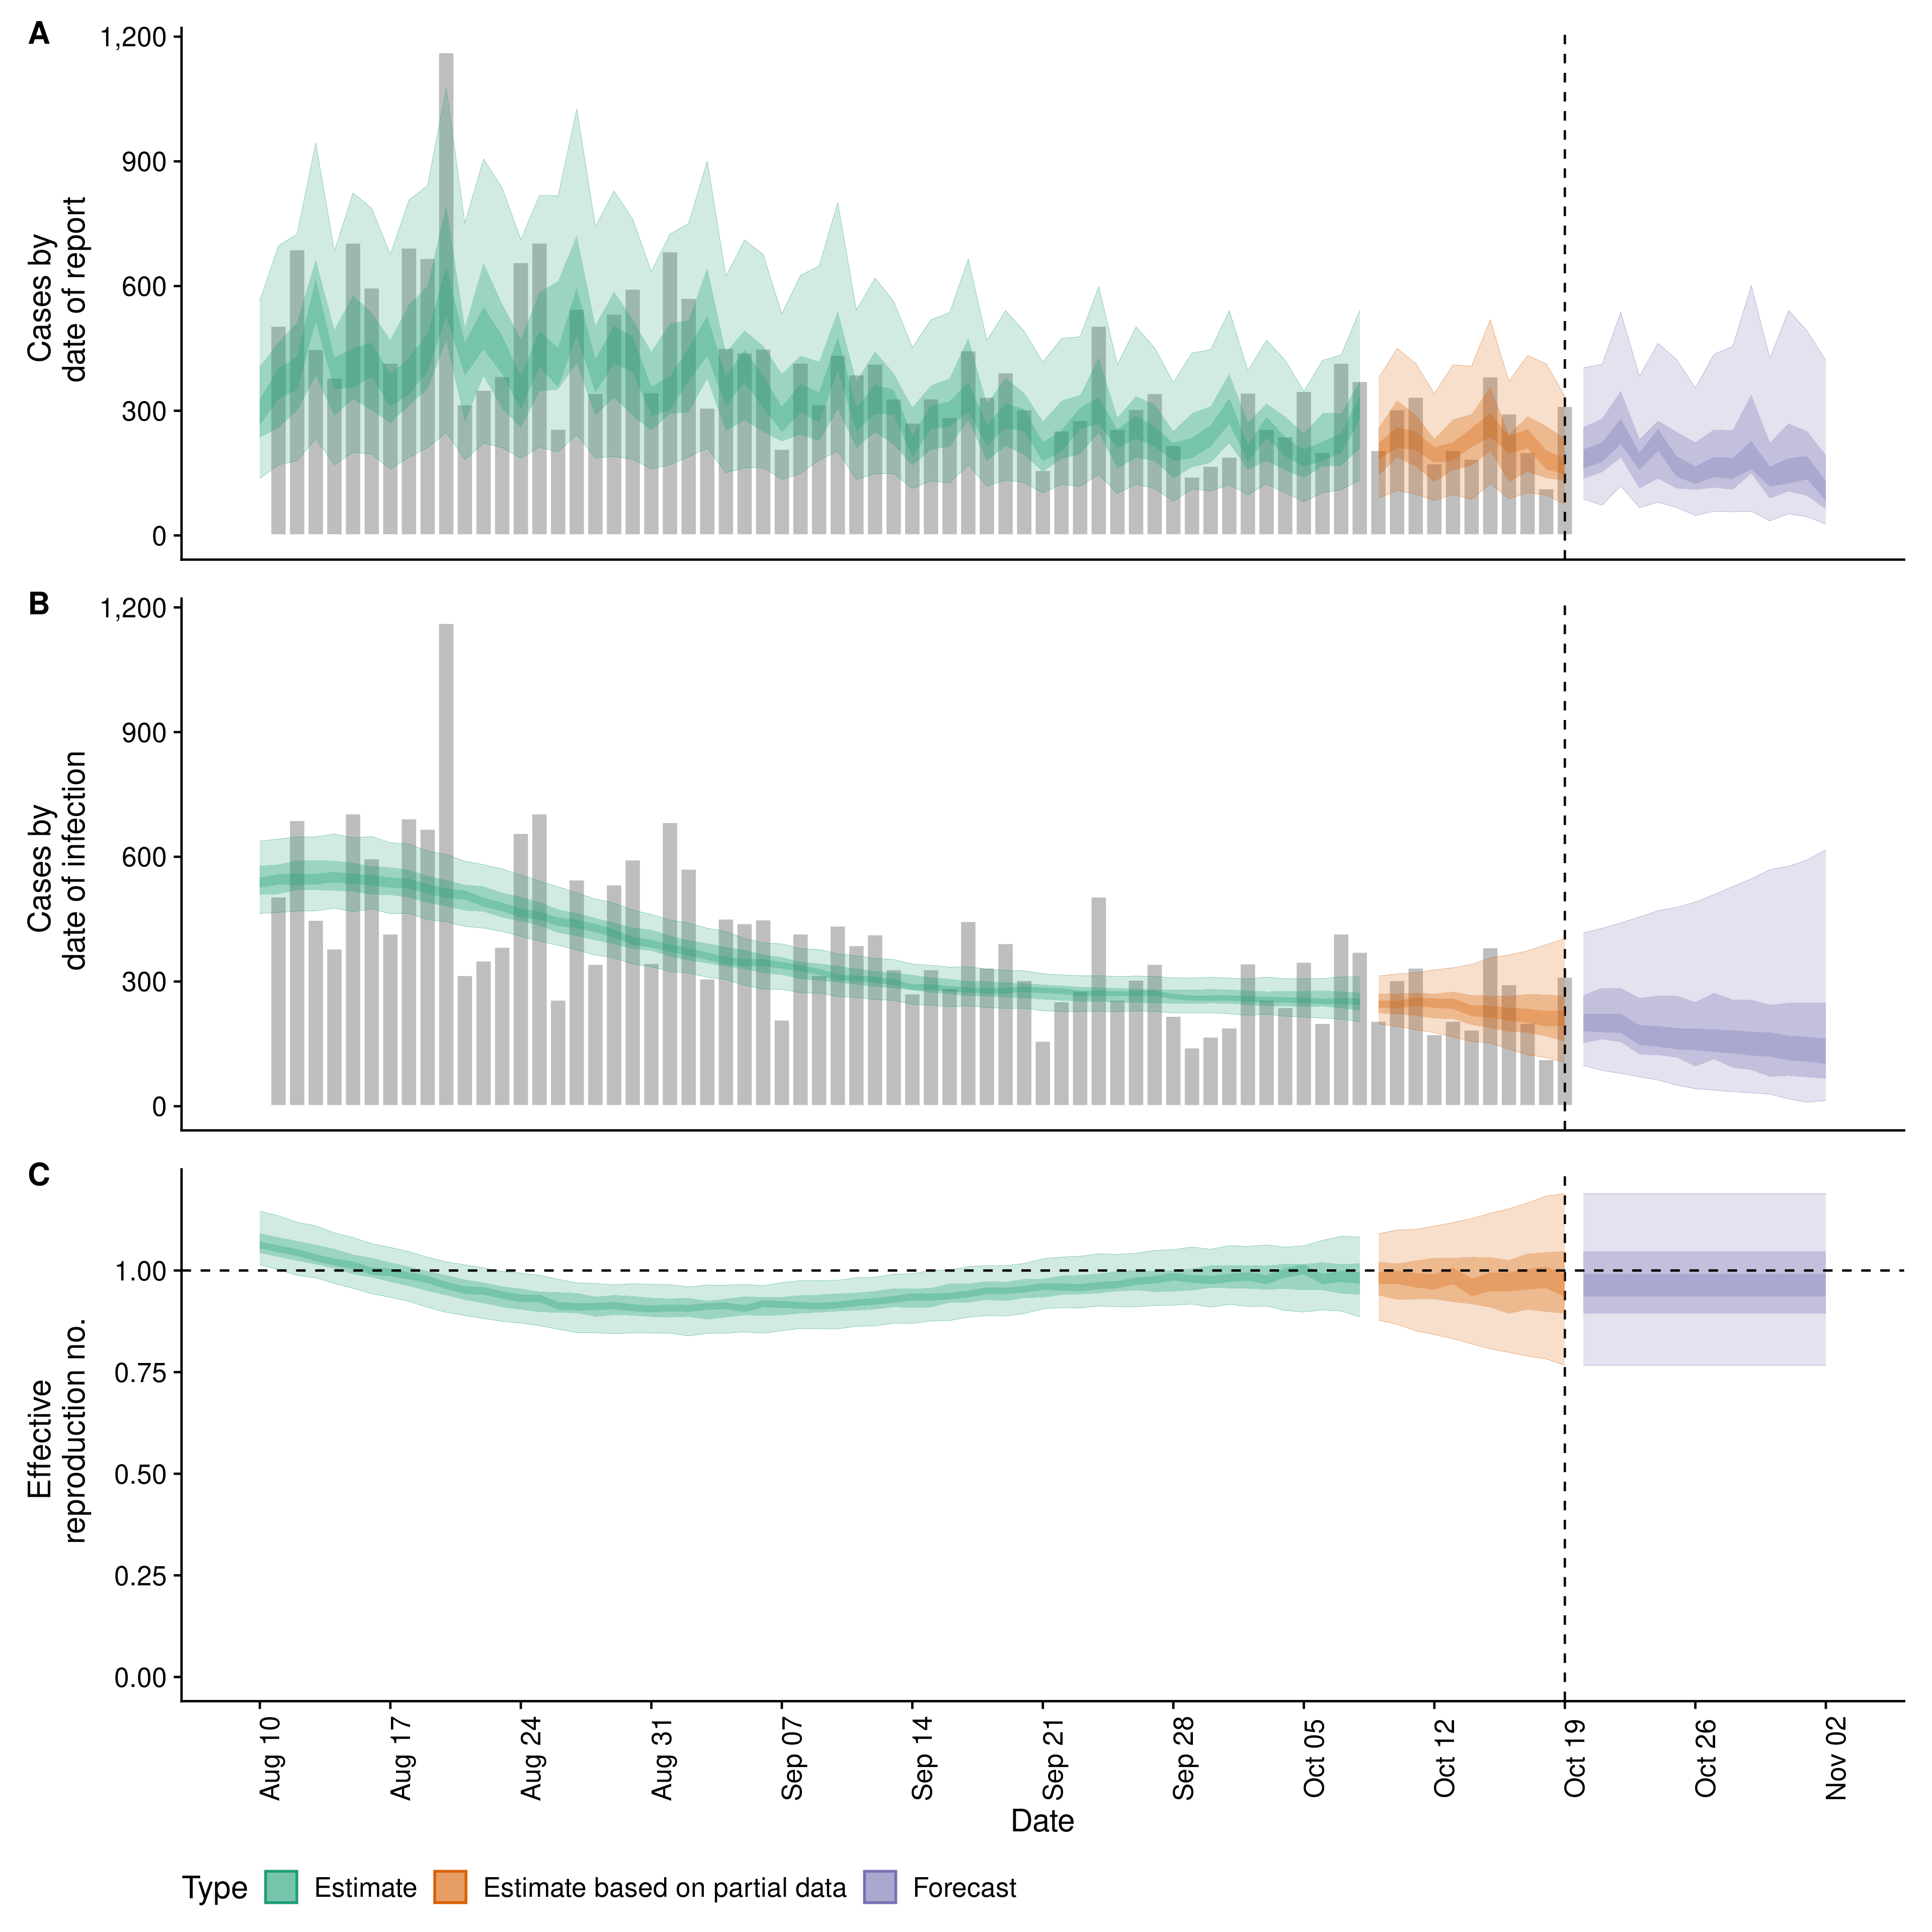 A
1,200
900
600
300
0
Cases by
date of report
B
1,200
900
600
300
0
Cases by
date of infection
C
1.00
0.75
0.50
0.25
0.00
Effective
reproduction no.
Aug 10
Aug 17
Aug 24
Aug 31
Sep 07
Sep 14
Sep 21
Sep 28
Oct 05
Oct 12
Oct 19
Oct 26
Nov 02
Date
Type Estimate Estimate based on partial data Forecast